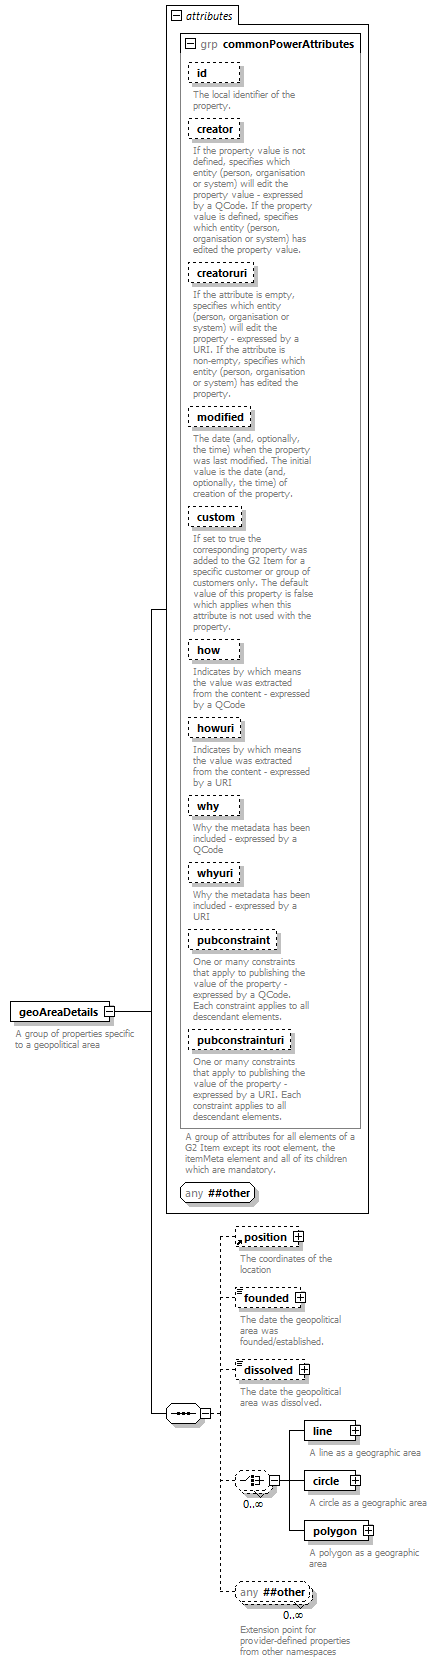 attributes
grp commonPowerAttributes
id
The local identifier of the
property.
creator
If the property value is not
defined, specifies which
entity (person, organisation
or system) will edit the
property value - expressed
by a QCode. If the property
value is defined, specifies
which entity (person,
organisation or system) has
edited the property value.
creatoruri
If the attribute is empty,
specifies which entity
(person, organisation or
system) will edit the
property - expressed by a
URI. If the attribute is
non-empty, specifies which
entity (person, organisation
or system) has edited the
property.
modified
The date (and, optionally,
the time) when the property
was last modified. The initial
value is the date (and,
optionally, the time) of
creation of the property.
custom
If set to true the
corresponding property was
added to the G2 Item for a
specific customer or group of
customers only. The default
value of this property is false
which applies when this
attribute is not used with the
property.
how
Indicates by which means
the value was extracted
from the content - expressed
by a QCode
howuri
Indicates by which means
the value was extracted
from the content - expressed
by a URI
why
Why the metadata has been
included - expressed by a
QCode
whyuri
Why the metadata has been
included - expressed by a
URI
pubconstraint
One or many constraints
that apply to publishing the
value of the property -
expressed by a QCode.
Each constraint applies to all
descendant elements.
geoAreaDetails
A group of properties specific
to a geopolitical area
pubconstrainturi
One or many constraints
that apply to publishing the
value of the property -
expressed by a URI. Each
constraint applies to all
descendant elements.
A group of attributes for all elements of a
G2 Item except its root element, the
itemMeta element and all of its children
which are mandatory.
any ##other
position
The coordinates of the
location
founded
The date the geopolitical
area was
founded/established.
dissolved
The date the geopolitical
area was dissolved.
line
A line as a geographic area
circle
A circle as a geographic area
0..∞
polygon
A polygon as a geographic
area
any ##other
0..∞
Extension point for
provider-defined properties
from other namespaces